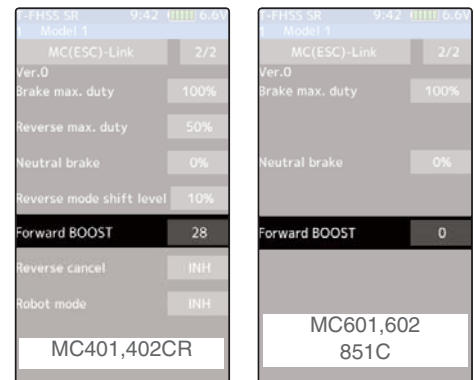 T-FHSS SR 9:42 6.6V
1 Model 1
MC(ESC)-Link 2/2
Ver.0
Brake max. duty 100%
Reverse max. duty 50%
Neutral brake 0%
Reverse mode shift level 10%
Forward BOOST 28
Reverse cancel INH
Robot mode INH
MC401,402CR
T-FHSS SR 9:42 6.6V
1 Model 1
MC(ESC)-Link 2/2
Ver.0
Brake max. duty 100%
Neutral brake 0%
Forward BOOST 0
MC601,602
851C